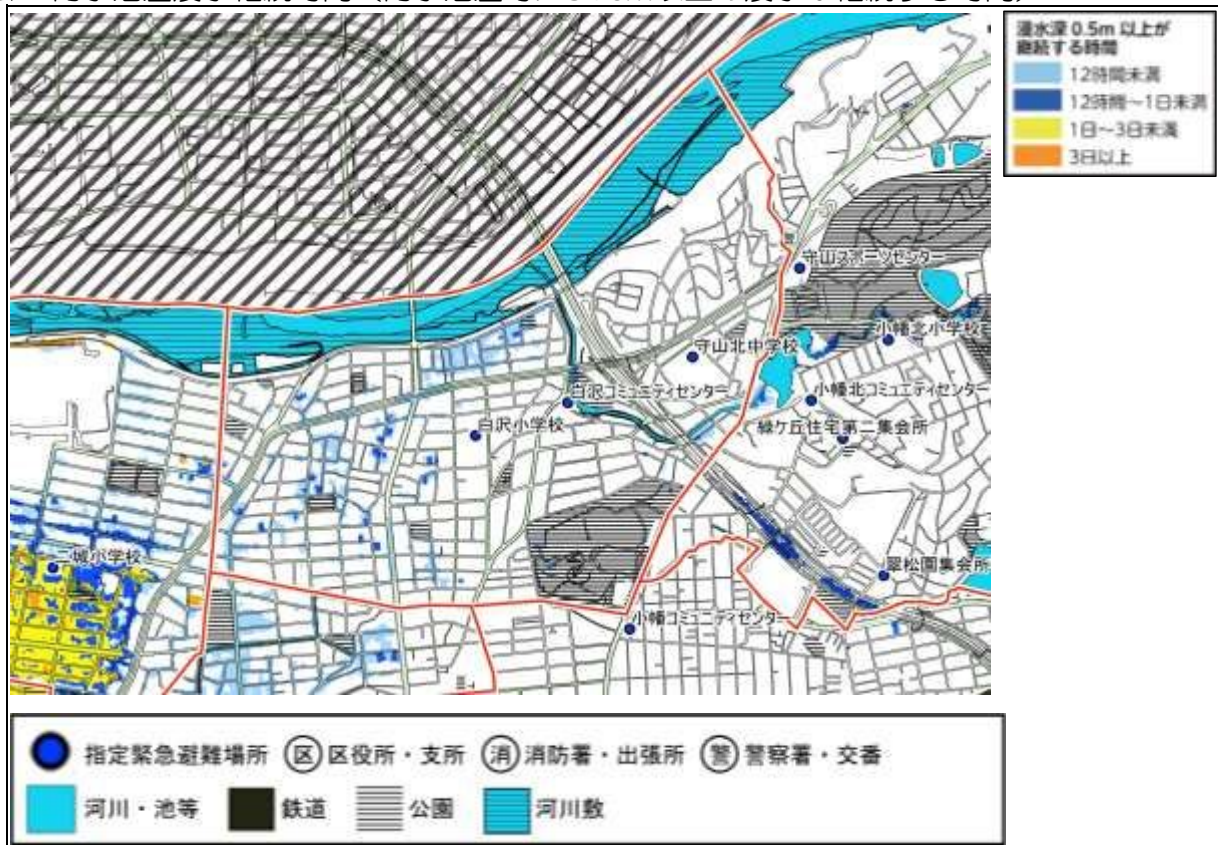 浸水深 0.5m 以上が
継続する時間
12時間未満
12時間～1日未満
1日～3日未満
3日以上
守山スポーツセンター
小幡北小学校
守山北中学校
白沢コミュニティセンター
小幡北コミュニティセンター
白沢小学校
緑ケ丘住宅第二集会所
一城小学校
翠松園集会所
小幡コミュニティセンター
指定緊急避難場所 区 区役所・支所 消 消防署・出張所 警 警察署・交番
河川・池等 鉄道 公園 河川敷